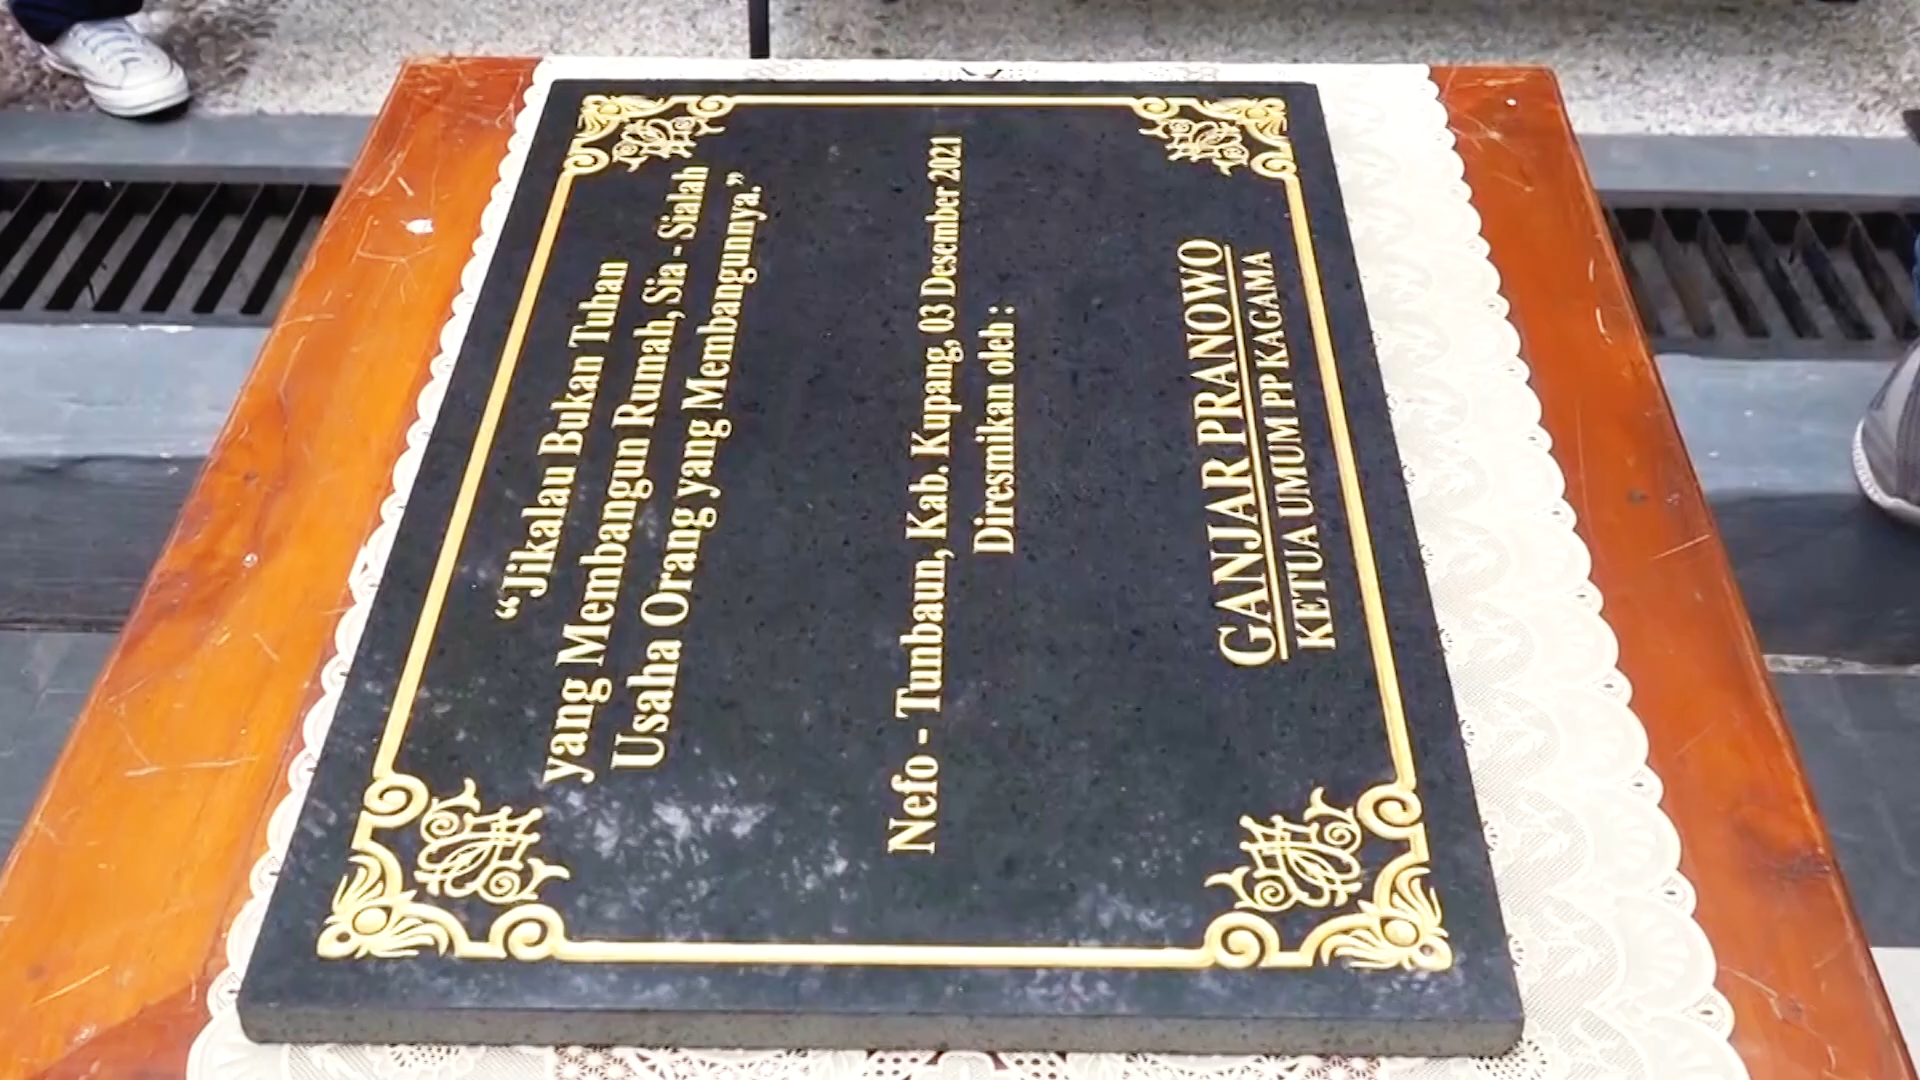 “Jikalau Bukan Tuhan
yang Membangun Rumah, Sia - Sialah
Usaha Orang yang Membangunnya.”
Nefo - Tunbaun, Kab. Kupang, 03 Desember 2021
Diresmikan oleh :
GANJAR PRANOWO
KETUA UMUM PP KAGAMA